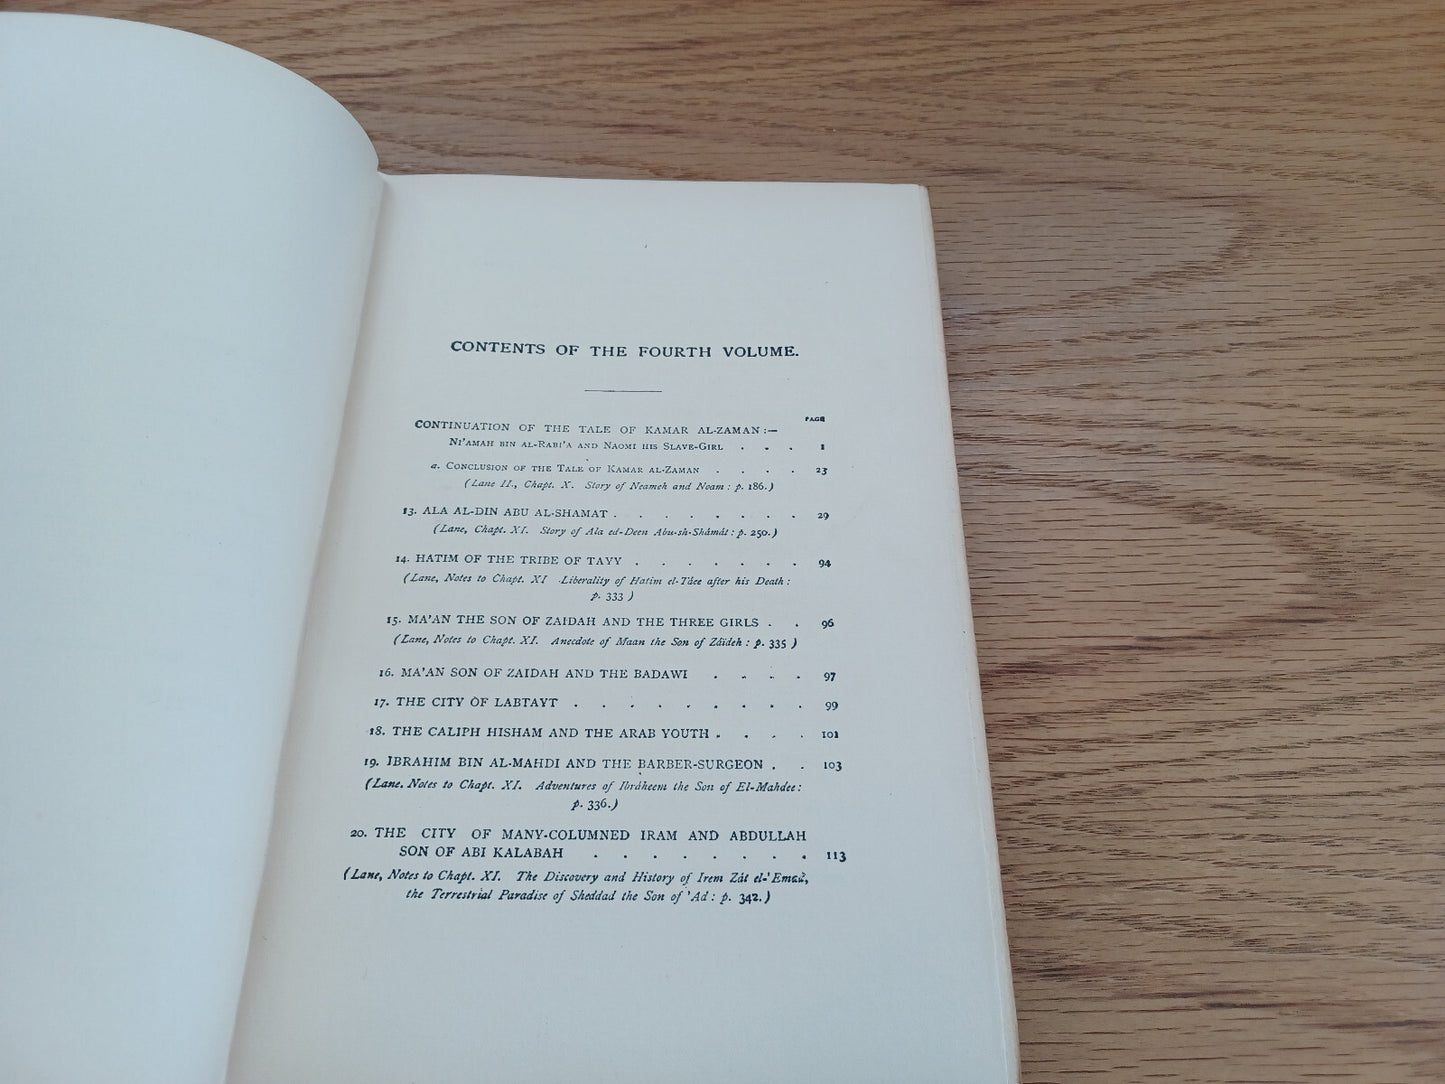 CONTENTS OF THE FOURTH VOLUME.
PAGE
CONTINUATION OF THE TALE OF KAMAR AL-ZAMAN :—
NI'AMAH BIN AL-RABI'A AND NAOMI HIS SLAVE-GIRL . . . 1
a. CONCLUSION OF THE TALE OF KAMAR AL-ZAMAN . . . . 23
(Lane II., Chapt. X. Story of Neameh and Noam : p. 186.)
13. ALA AL-DIN ABU AL-SHAMAT . . . . . . . 29
(Lane, Chapt. XI. Story of Ala ed-Deen Abu-sh-Shámát : p. 250.)
14. HATIM OF THE TRIBE OF TAYY . . . . . . 94
(Lane, Notes to Chapt. XI Liberality of Hatim el-Táee after his Death :
p. 333 )
15. MA'AN THE SON OF ZAIDAH AND THE THREE GIRLS . . 96
(Lane, Notes to Chapt. XI. Anecdote of Maan the Son of Záïdeh : p. 335 )
16. MA'AN SON OF ZAIDAH AND THE BADAWI . . . . 97
17. THE CITY OF LABTAYT . . . . . . . . . 99
18. THE CALIPH HISHAM AND THE ARAB YOUTH . . . . 101
19. IBRAHIM BIN AL-MAHDI AND THE BARBER-SURGEON . . 103
(Lane. Notes to Chapt. XI. Adventures of Ibráheem the Son of El-Mahdee :
p. 336.)
20. THE CITY OF MANY-COLUMNED IRAM AND ABDULLAH
SON OF ABI KALABAH . . . . . . . . 113
(Lane, Notes to Chapt. XI. The Discovery and History of Irem Zát el-'Emád,
the Terrestrial Paradise of Sheddad the Son of 'Ad : p. 342.)